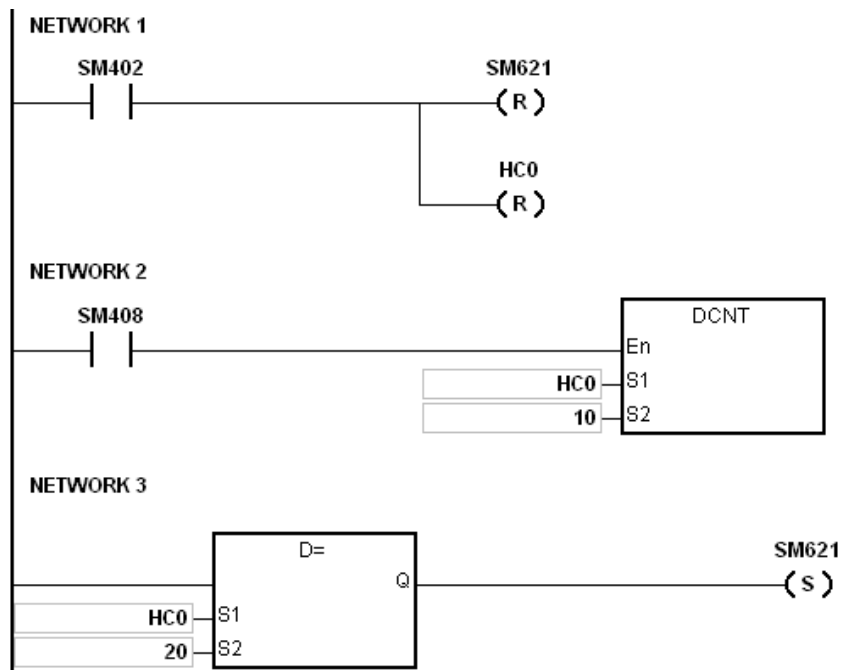 NETWORK 1
SM402 SM621
( R )
HC0
( R )
NETWORK 2
SM408 DCNT
En
HC0 S1
10 S2
NETWORK 3
D= SM621
Q ( S )
HC0 S1
20 S2